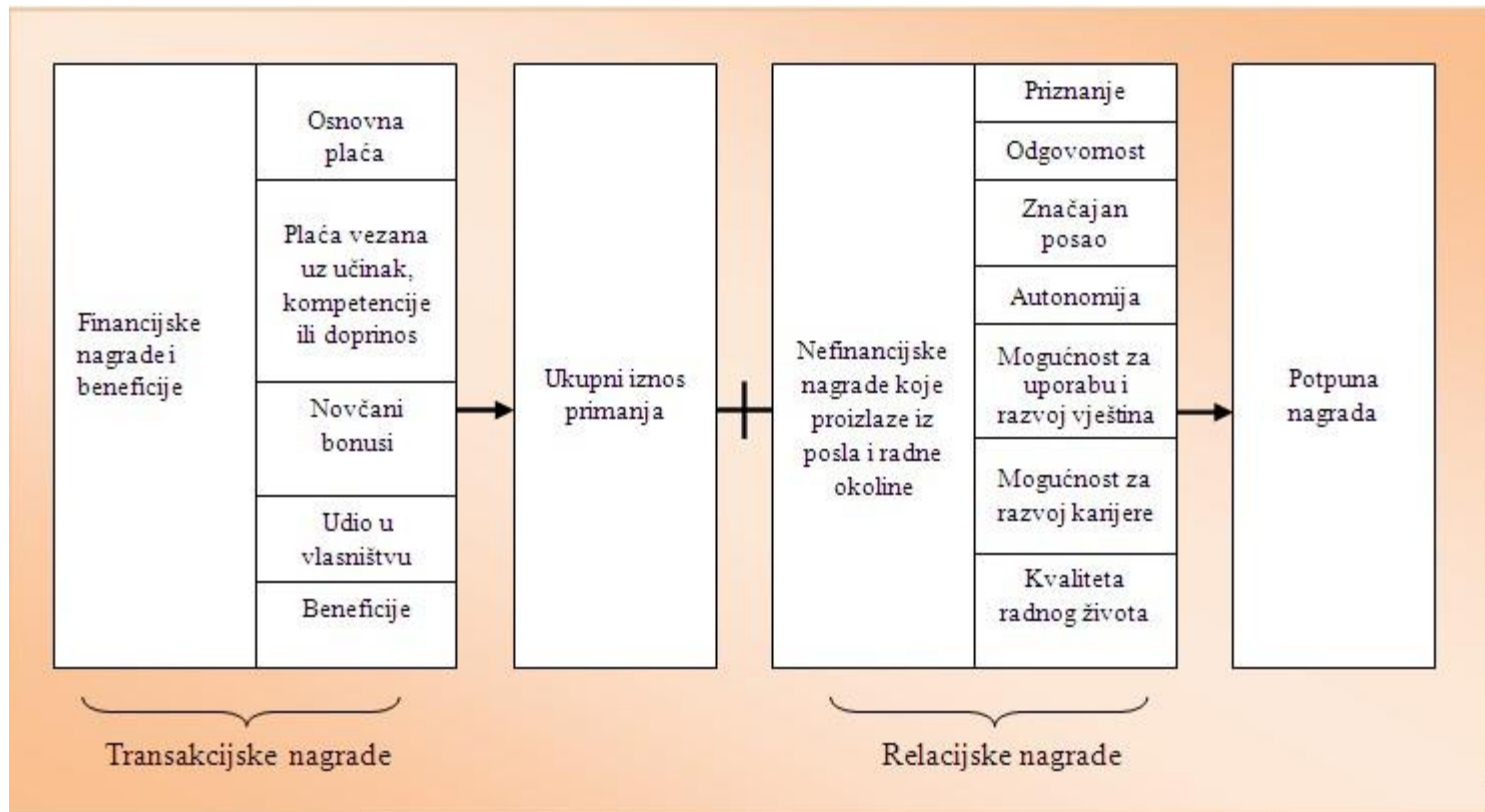 Financijske
nagrade i
beneficije
Osnovna
plaća
Plaća vezana
uz učinak,
kompetencije
ili doprinos
Novčani
bonusi
Udio u
vlasništvu
Beneficije
Ukupni iznos
primanja
Nefinancijske
nagrade koje
proizlaze iz
posla i radne
okoline
Priznanje
Odgovornost
Značajan
posao
Autonomija
Mogućnost za
uporabu i
razvoj vještina
Mogućnost za
razvoj karijere
Kvaliteta
radnog života
Potpuna
nagrada
Transakcijske nagrade
Relacijske nagrade